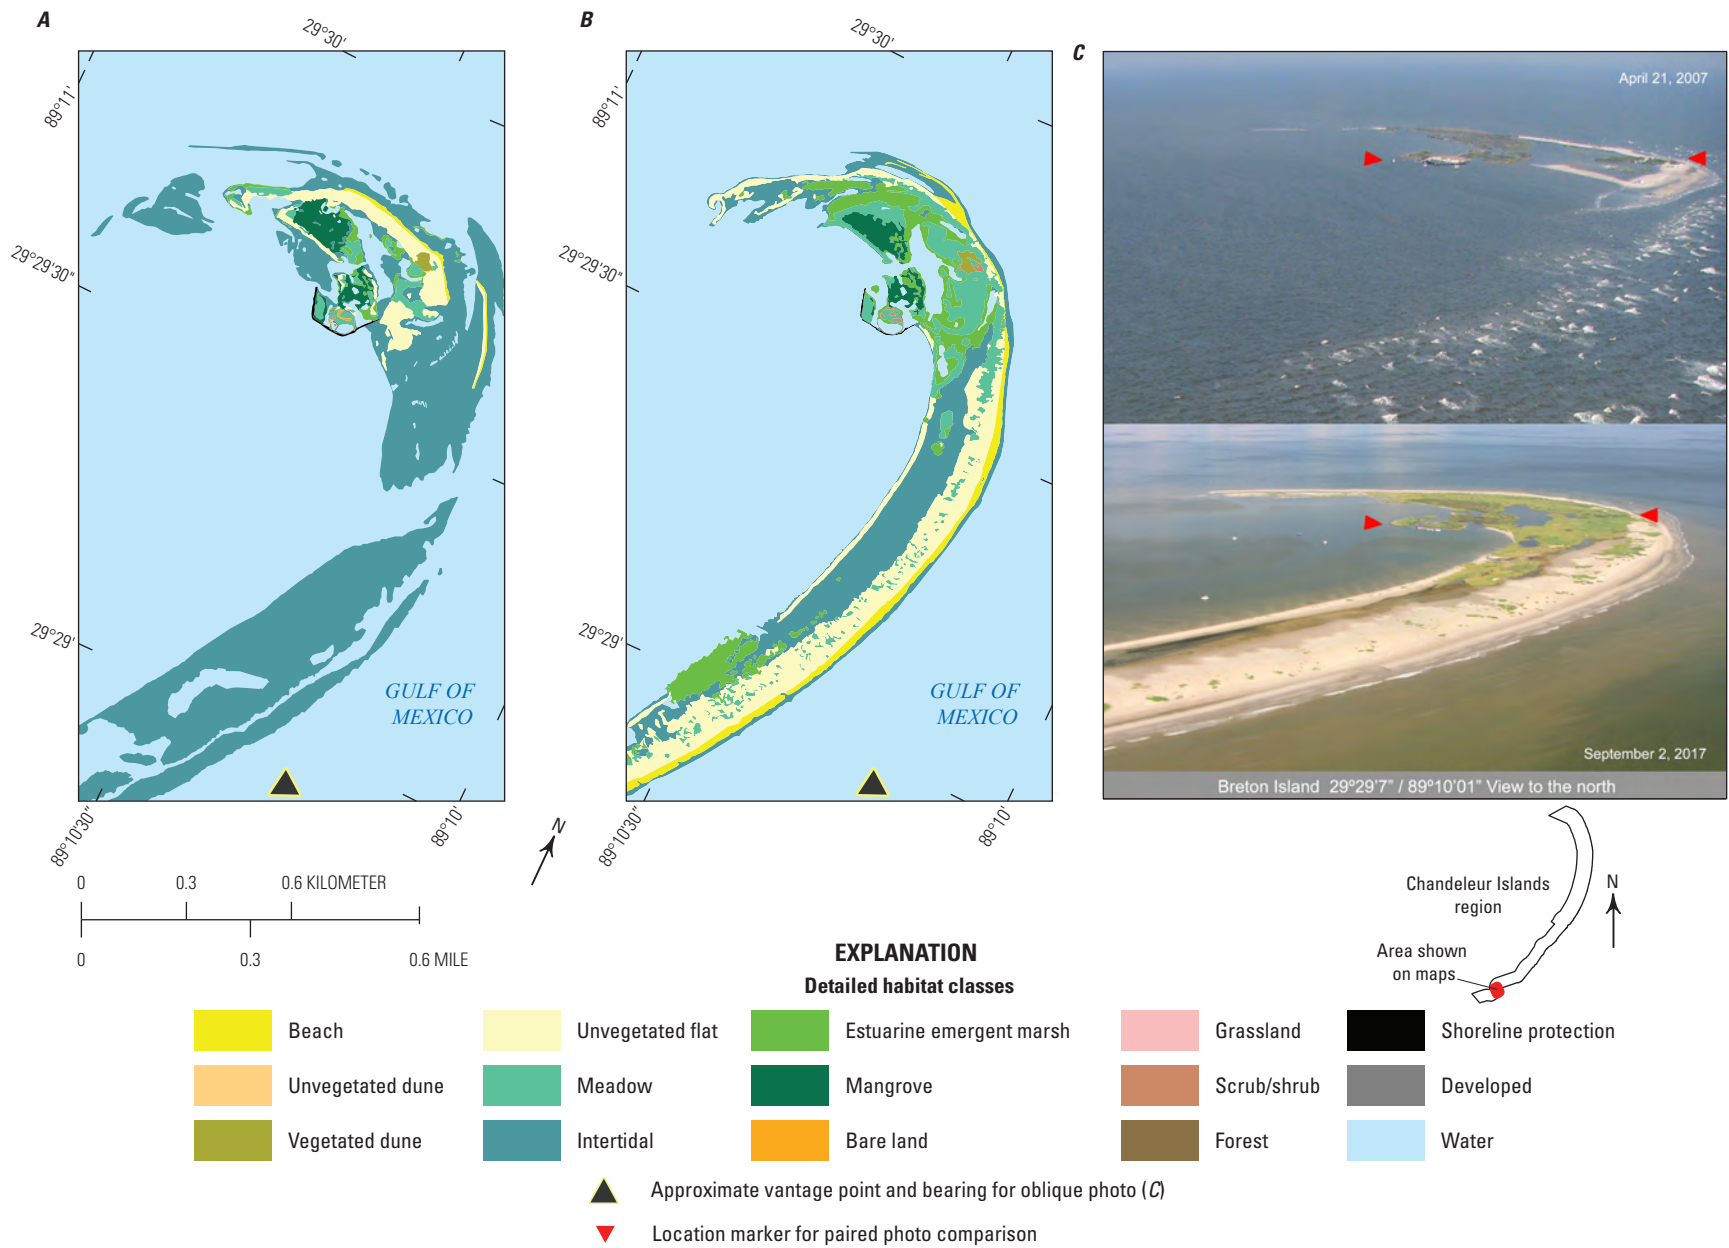 A
B
C
29°30'
89°11'
29°29'30"
29°29'
89°10'30"
89°10'
GULF OF
MEXICO
29°30'
89°11'
29°29'30"
29°29'
89°10'30"
89°10'
GULF OF
MEXICO
April 21, 2007
September 2, 2017
Breton Island 29º29'7" / 89º10'01" View to the north
N
0 0.3 0.6 KILOMETER
0 0.3 0.6 MILE
Chandeleur Islands
region
N
Area shown
on maps
EXPLANATION
Detailed habitat classes
Beach
Unvegetated dune
Vegetated dune
Unvegetated flat
Meadow
Intertidal
Estuarine emergent marsh
Mangrove
Bare land
Grassland
Scrub/shrub
Forest
Shoreline protection
Developed
Water
Approximate vantage point and bearing for oblique photo (C)
Location marker for paired photo comparison